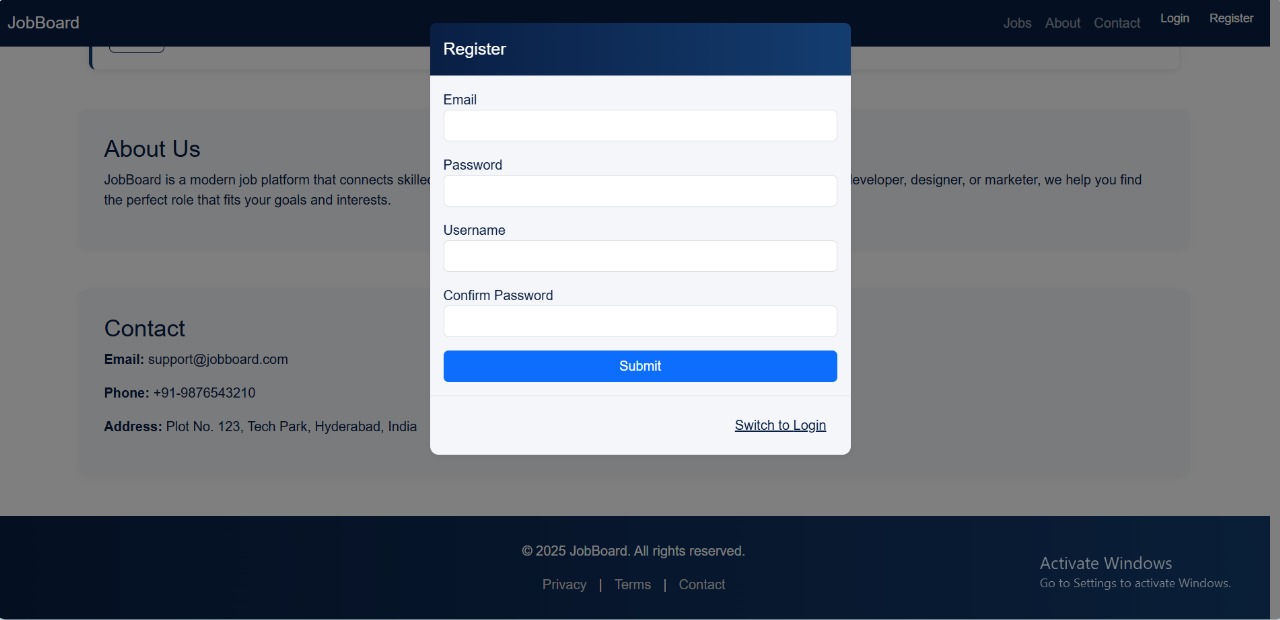 JobBoard
Jobs About Contact Login Register
Register
Email
Password
Username
Confirm Password
Submit
Switch to Login
About Us
JobBoard is a modern job platform that connects skilled
eveloper, designer, or marketer, we help you find
the perfect role that fits your goals and interests.
Contact
Email: support@jobboard.com
Phone: +91-9876543210
Address: Plot No. 123, Tech Park, Hyderabad, India
© 2025 JobBoard. All rights reserved.
Privacy | Terms | Contact
Activate Windows
Go to Settings to activate Windows.